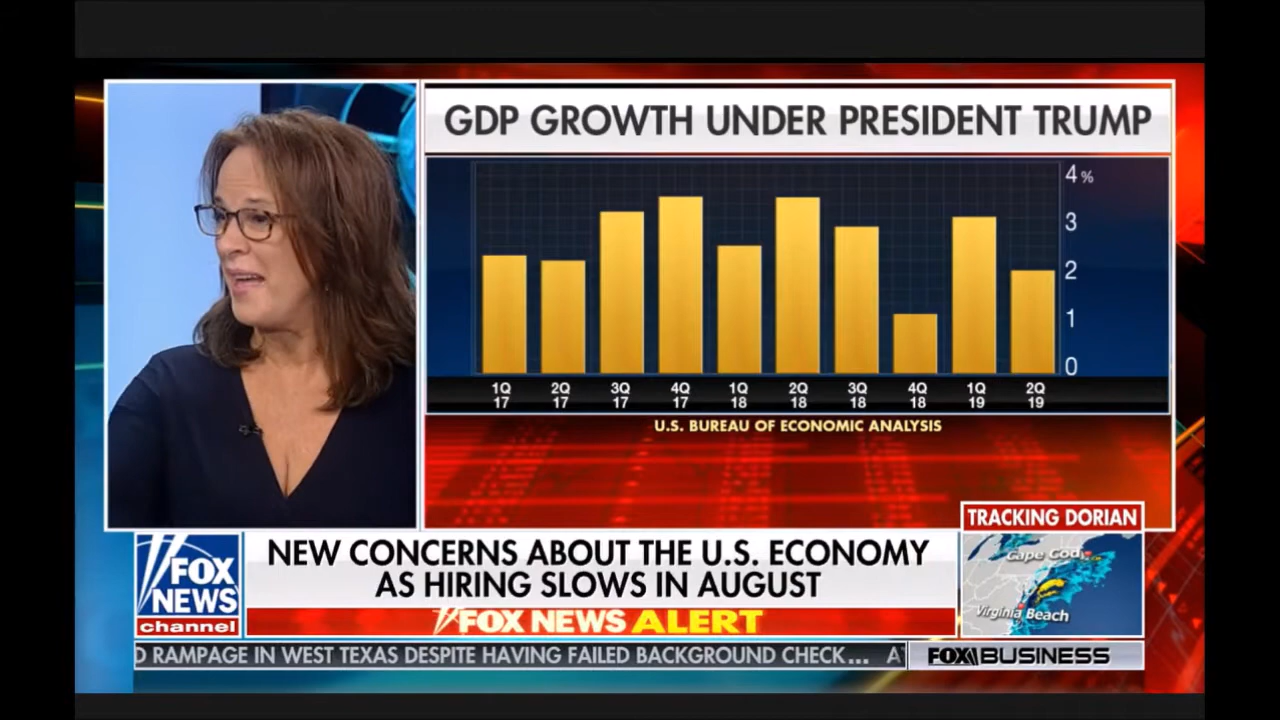 GDP GROWTH UNDER PRESIDENT TRUMP
4%
3
2
1
0
1Q 2Q 3Q 4Q 1Q 2Q 3Q 4Q 1Q 2Q
17 17 17 17 18 18 18 18 19 19
U.S. BUREAU OF ECONOMIC ANALYSIS
TRACKING DORIAN
Cape Cod
Virginia Beach
FOX
NEWS
channel
NEW CONCERNS ABOUT THE U.S. ECONOMY
AS HIRING SLOWS IN AUGUST
FOX NEWS ALERT
D RAMPAGE IN WEST TEXAS DESPITE HAVING FAILED BACKGROUND CHECK... A
FOX BUSINESS